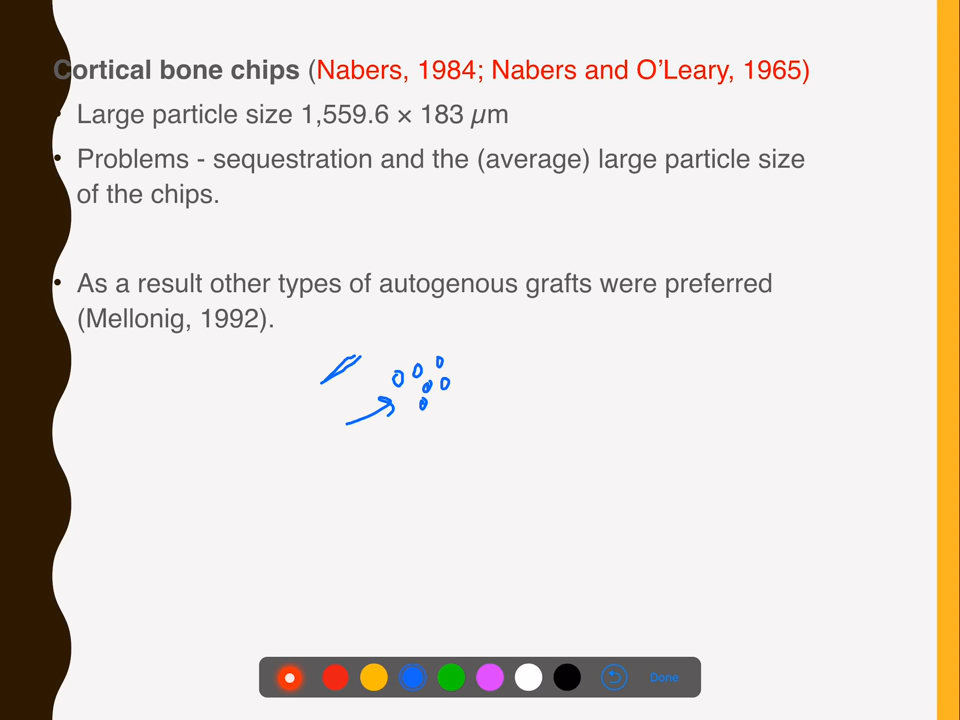 Cortical bone chips (Nabers, 1984; Nabers and O’Leary, 1965)
• Large particle size 1,559.6 × 183 µm
• Problems - sequestration and the (average) large particle size
of the chips.
• As a result other types of autogenous grafts were preferred
(Mellonig, 1992).
Done